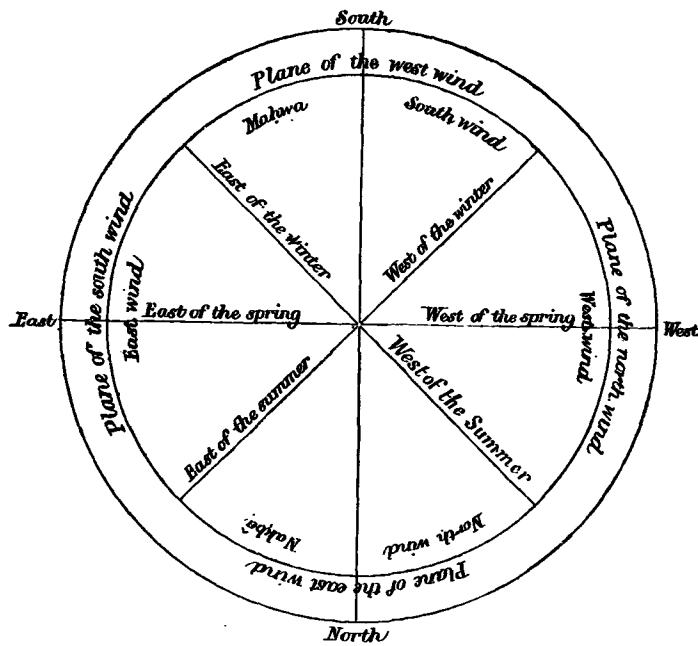 South
Plane of the west wind
Mahwa
South wind
East of the winter
West of the winter
Plane of the south wind
East wind
East of the spring
West of the spring
West wind
Plane of the north wind
East
West
East of the summer
West of the Summer
Nakbâ
North wind
Plane of the east wind
North